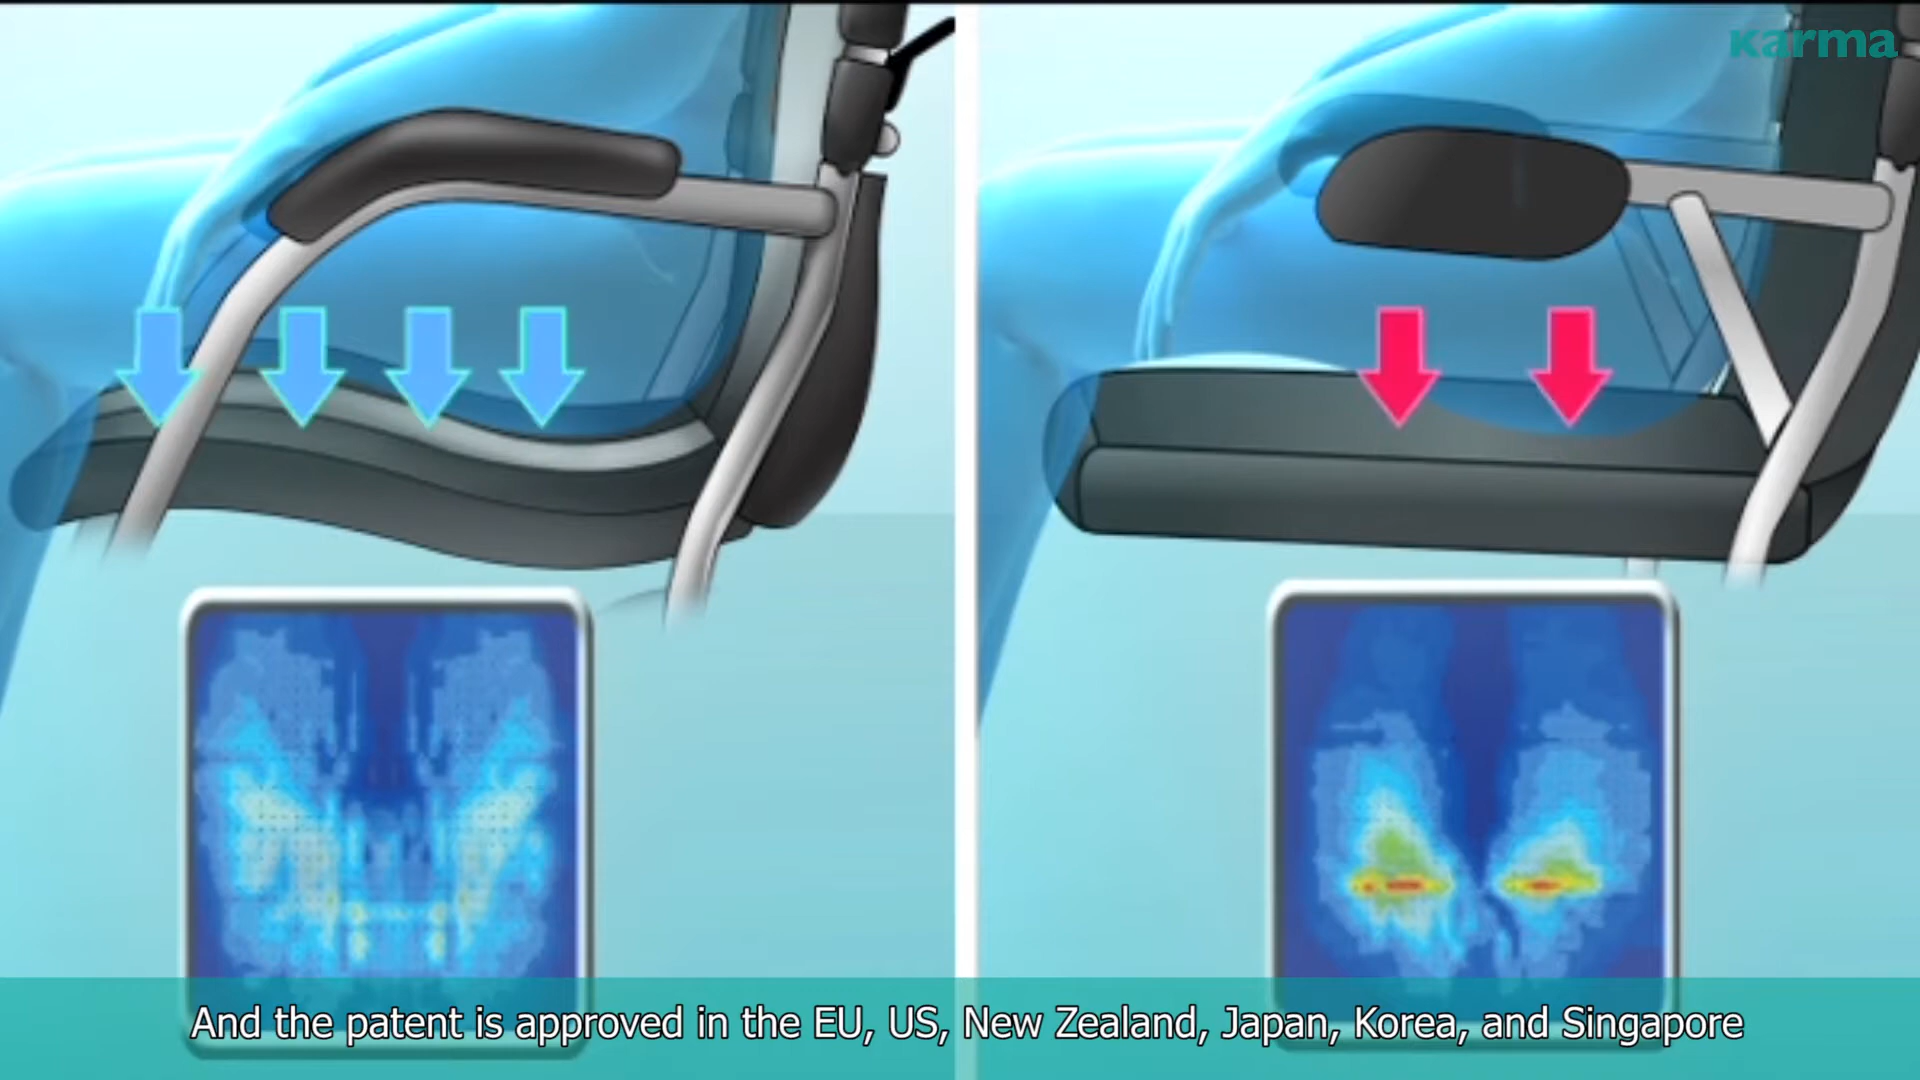 karma
And the patent is approved in the EU, US, New Zealand, Japan, Korea, and Singapore